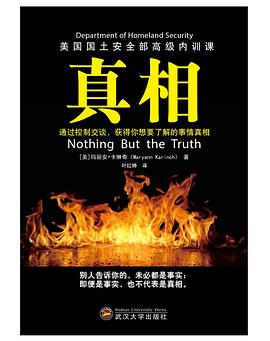 Department of Homeland Security
美国国土安全部高级内训课
真相
通过控制交谈，获得你想要了解的事情真相
Nothing But the Truth
[美]玛丽安·卡琳奇 (Maryann Karinch) 著
叶红婷 译
别人告诉你的，未必都是事实；
即便是事实，也不代表是真相。
Wuhan University Press
武汉大学出版社